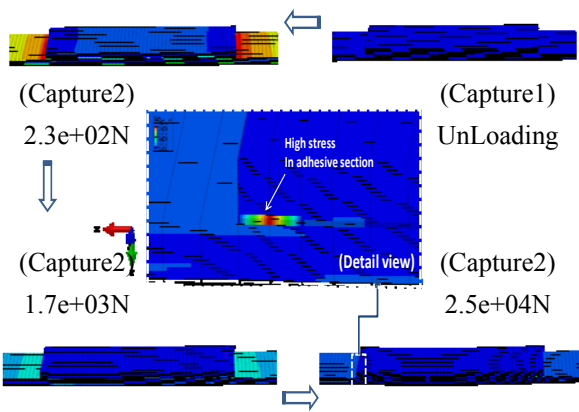 (Capture2)
2.3e+02N
(Capture1)
UnLoading
High stress
In adhesive section
(Detail view)
(Capture2)
1.7e+03N
(Capture2)
2.5e+04N